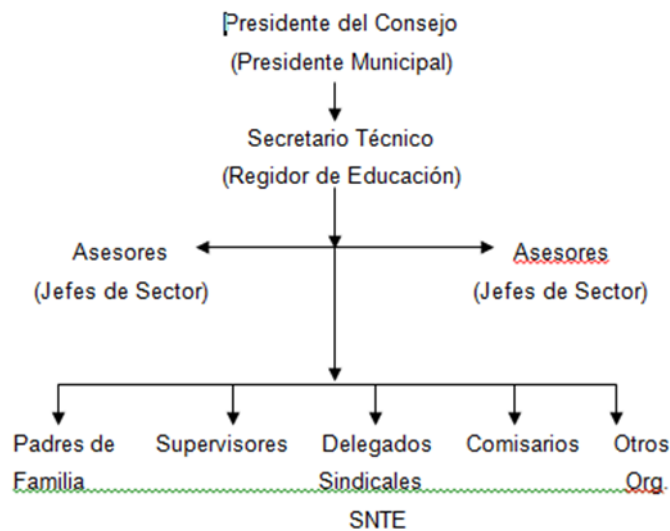 Presidente del Consejo
(Presidente Municipal)
Secretario Técnico
(Regidor de Educación)
Asesores
(Jefes de Sector)
Asesores
(Jefes de Sector)
Padres de Supervisores Delegados Comisarios Otros
Familia Sindicales Org.
SNTE